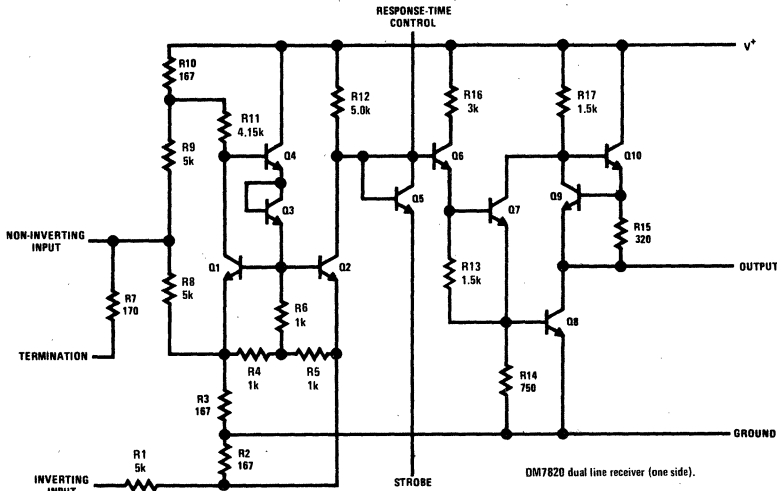 RESPONSE-TIME
CONTROL
V+
R10
167
R11
4.15k
R12
5.0k
R16
3k
R17
1.5k
R9
5k
Q4
Q6
Q10
Q3
Q5
Q7
Q9
R15
320
NON-INVERTING
INPUT
Q1
Q2
R13
1.5k
OUTPUT
R7
170
R8
5k
R6
1k
Q8
TERMINATION
R4
1k
R5
1k
R14
750
R3
167
GROUND
R1
5k
R2
167
INVERTING
INPUT
STROBE
DM7820 dual line receiver (one side).